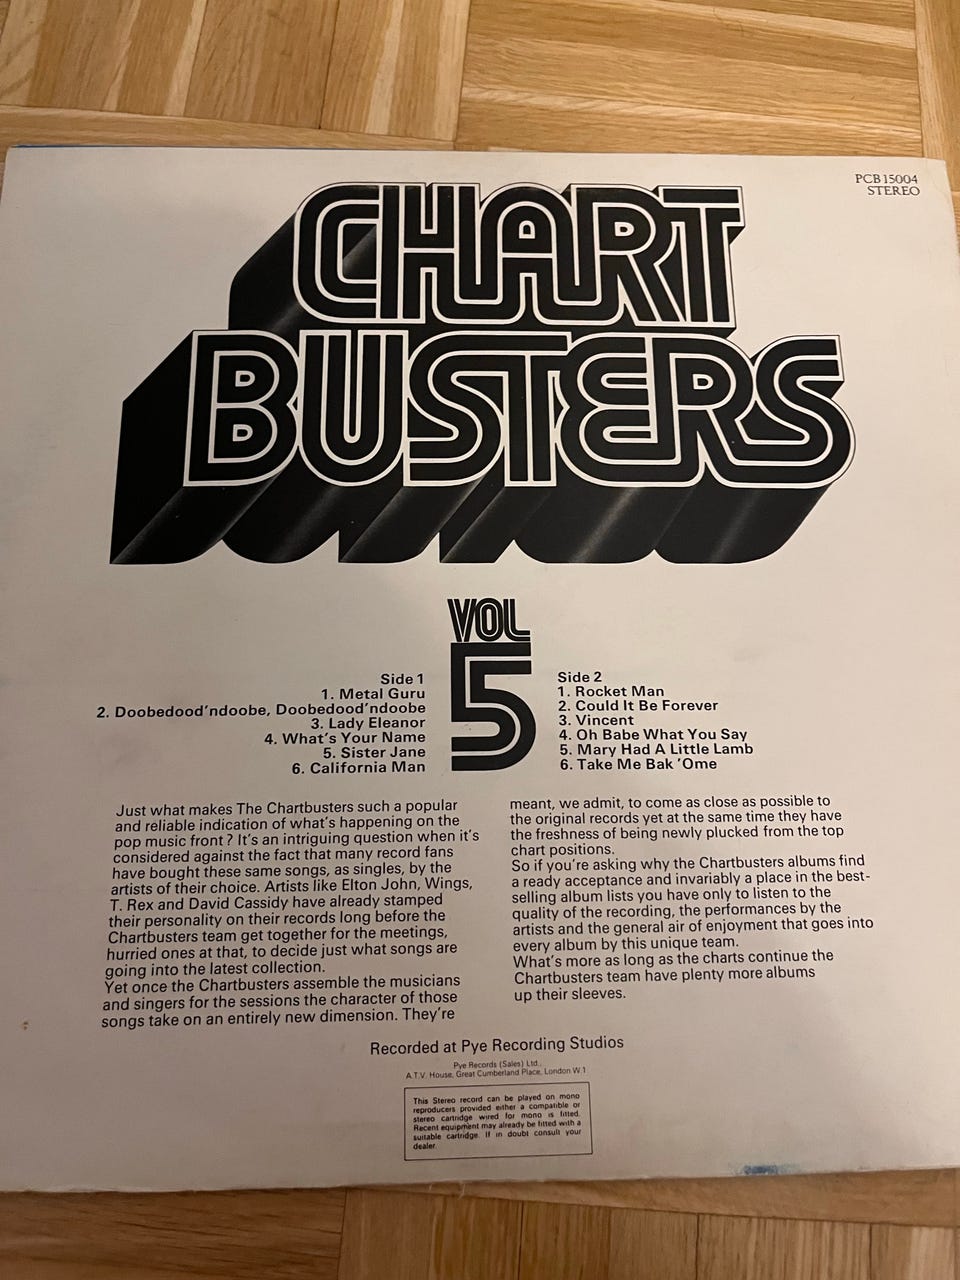 PCB 15004
STEREO
CHART
BUSTERS
VOL
5
Side 1
1. Metal Guru
2. Doobedood'ndoobe, Doobedood'ndoobe
3. Lady Eleanor
4. What's Your Name
5. Sister Jane
6. California Man
Side 2
1. Rocket Man
2. Could It Be Forever
3. Vincent
4. Oh Babe What You Say
5. Mary Had A Little Lamb
6. Take Me Bak 'Ome
Just what makes The Chartbusters such a popular
and reliable indication of what's happening on the
pop music front? It's an intriguing question when it's
considered against the fact that many record fans
have bought these same songs, as singles, by the
artists of their choice. Artists like Elton John, Wings,
T. Rex and David Cassidy have already stamped
their personality on their records long before the
Chartbusters team get together for the meetings,
hurried ones at that, to decide just what songs are
going into the latest collection.
Yet once the Chartbusters assemble the musicians
and singers for the sessions the character of those
songs take on an entirely new dimension. They're
meant, we admit, to come as close as possible to
the original records yet at the same time they have
the freshness of being newly plucked from the top
chart positions.
So if you're asking why the Chartbusters albums find
a ready acceptance and invariably a place in the best-
selling album lists you have only to listen to the
quality of the recording, the performances by the
artists and the general air of enjoyment that goes into
every album by this unique team.
What's more as long as the charts continue the
Chartbusters team have plenty more albums
up their sleeves.
Recorded at Pye Recording Studios
Pye Records (Sales) Ltd.,
A.T.V. House, Great Cumberland Place, London W.1
This Stereo record can be played on mono
reproducers provided either a compatible or
stereo cartridge wired for mono is fitted.
Recent equipment may already be fitted with a
suitable cartridge. If in doubt consult your
dealer.